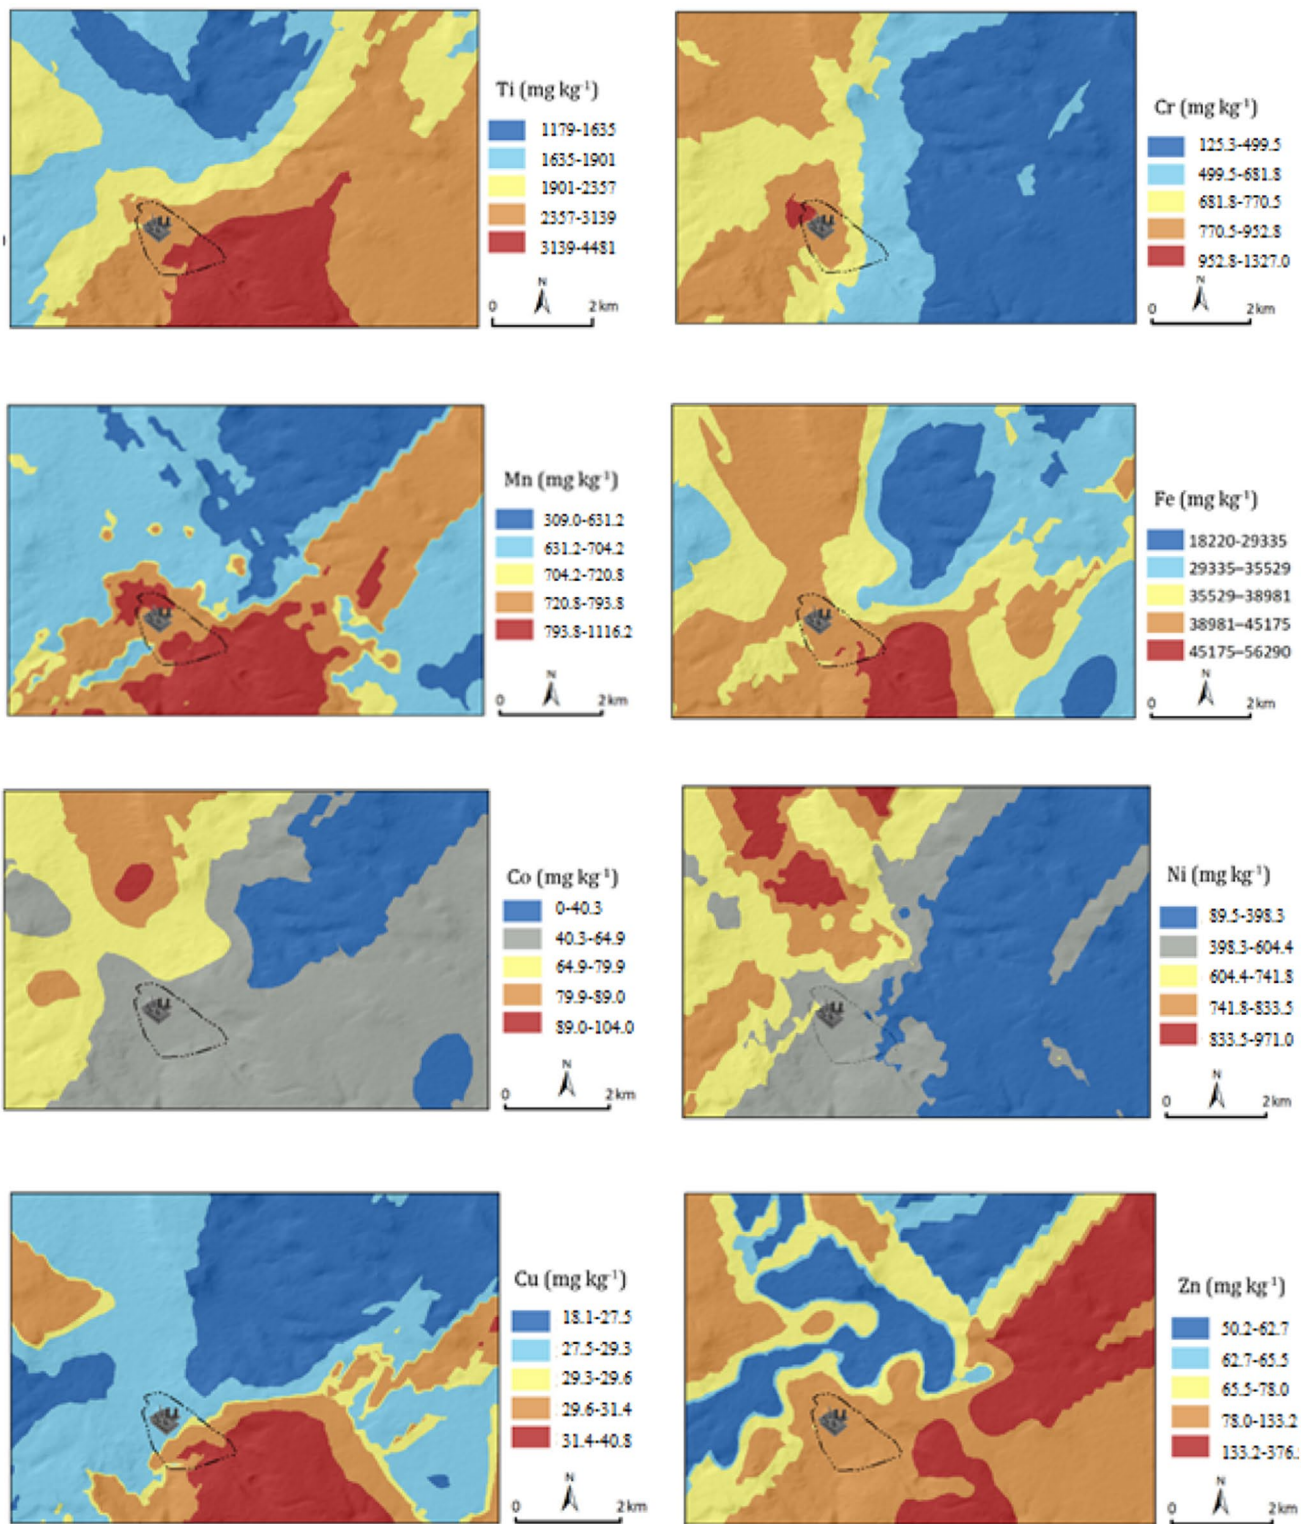 Ti (mg kg-1)
1179-1635
1635-1901
1901-2357
2357-3139
3139-4481
N
0 2 km
Cr (mg kg-1)
125.3-499.5
499.5-681.8
681.8-770.5
770.5-952.8
952.8-1327.0
N
0 2 km
Mn (mg kg-1)
309.0-631.2
631.2-704.2
704.2-720.8
720.8-793.8
793.8-1116.2
N
0 2 km
Fe (mg kg-1)
18220-29335
29335–35529
35529–38981
38981–45175
45175–56290
N
0 2 km
Co (mg kg-1)
0-40.3
40.3-64.9
64.9-79.9
79.9-89.0
89.0-104.0
N
0 2 km
Ni (mg kg-1)
89.5-398.3
398.3-604.4
604.4-741.8
741.8-833.5
833.5-971.0
N
0 2 km
Cu (mg kg-1)
18.1-27.5
27.5-29.3
29.3-29.6
29.6-31.4
31.4-40.8
N
0 2 km
Zn (mg kg-1)
50.2-62.7
62.7-65.5
65.5-78.0
78.0-133.2
133.2-376.
N
0 2 km